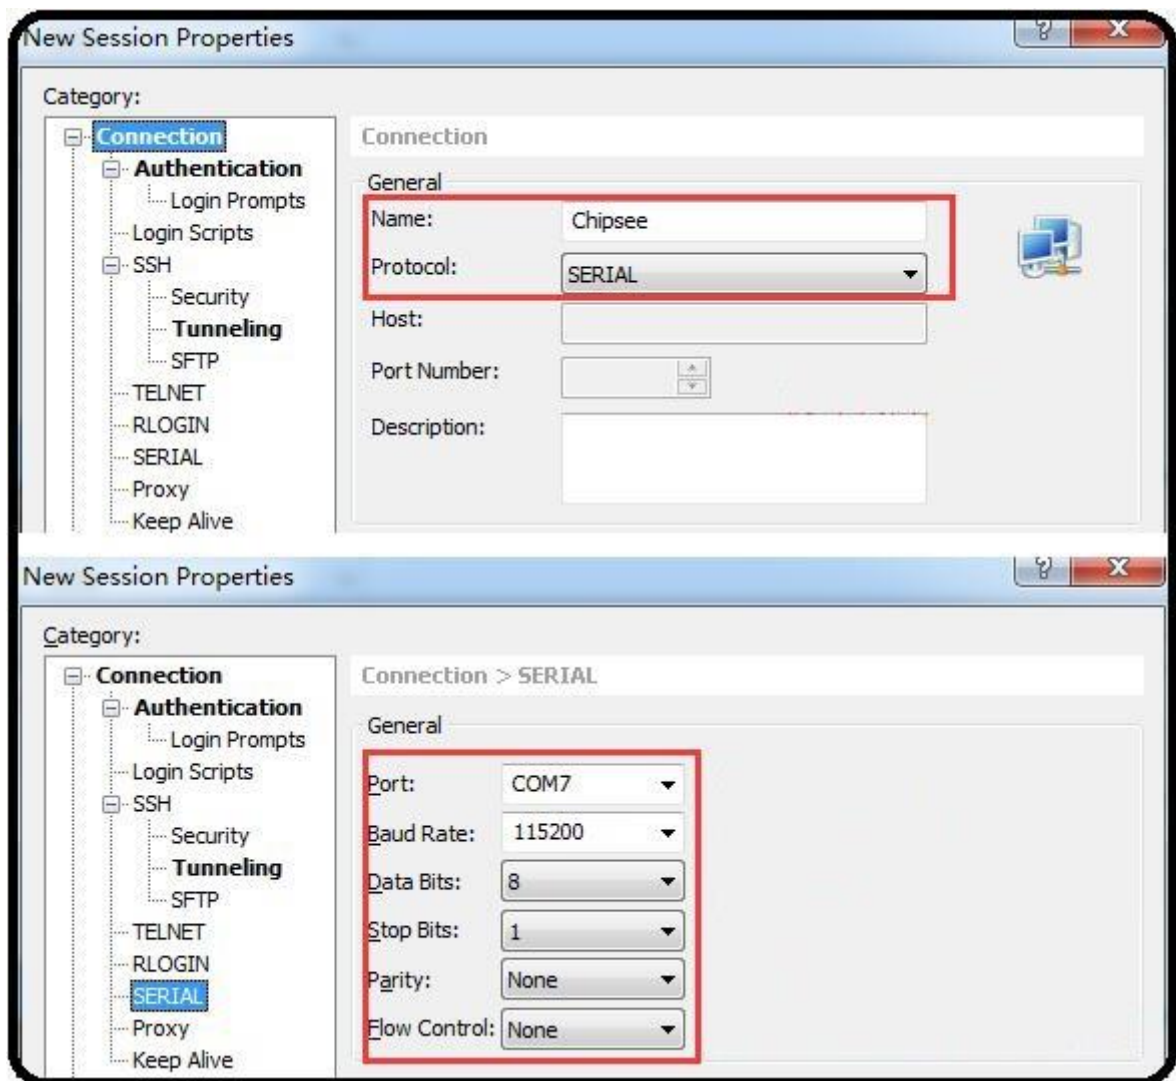 New Session Properties
Category:
Connection
Authentication
Login Prompts
Login Scripts
SSH
Security
Tunneling
SFTP
TELNET
RLOGIN
SERIAL
Proxy
Keep Alive
Connection
General
Name: Chipsee
Protocol: SERIAL
Host:
Port Number:
Description:
New Session Properties
Category:
Connection
Authentication
Login Prompts
Login Scripts
SSH
Security
Tunneling
SFTP
TELNET
RLOGIN
SERIAL
Proxy
Keep Alive
Connection > SERIAL
General
Port: COM7
Baud Rate: 115200
Data Bits: 8
Stop Bits: 1
Parity: None
Flow Control: None